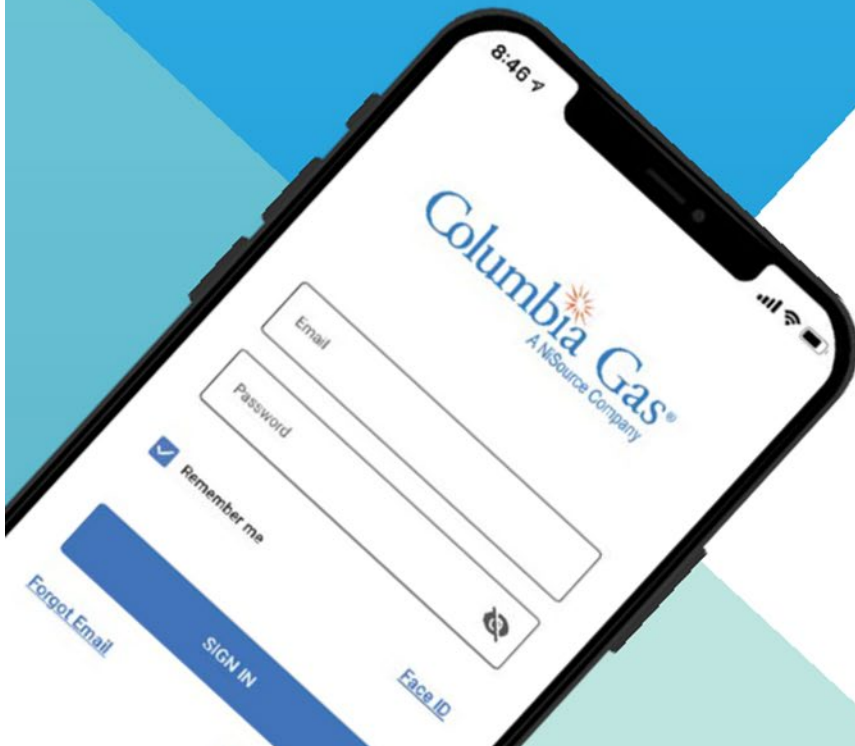 8:46
Columbia Gas®
A NiSource Company
Email
Password
Remember me
SIGN IN
Forgot Email
Face ID